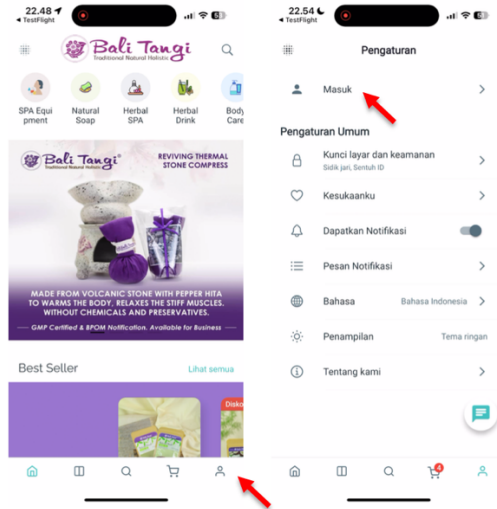 22.48
◀ TestFlight
Bali Tangi
Traditional Natural Holistic
SPA Equi
pment
Natural
Soap
Herbal
SPA
Herbal
Drink
Body
Care
Bali Tangi
Traditional Natural Holistic
REVIVING THERMAL
STONE COMPRESS
MADE FROM VOLCANIC STONE WITH PEPPER HITA
TO WARMS THE BODY, RELAXES THE STIFF MUSCLES.
WITHOUT CHEMICALS AND PRESERVATIVES.
GMP Certified & BPOM Notification. Available for Business
Best Seller
Lihat semua
Disko
22.54
◀ TestFlight
Pengaturan
Masuk
Pengaturan Umum
Kunci layar dan keamanan
Sidik jari, Sentuh ID
Kesukaanku
Dapatkan Notifikasi
Pesan Notifikasi
Bahasa
Bahasa Indonesia
Penampilan
Tema ringan
Tentang kami
4